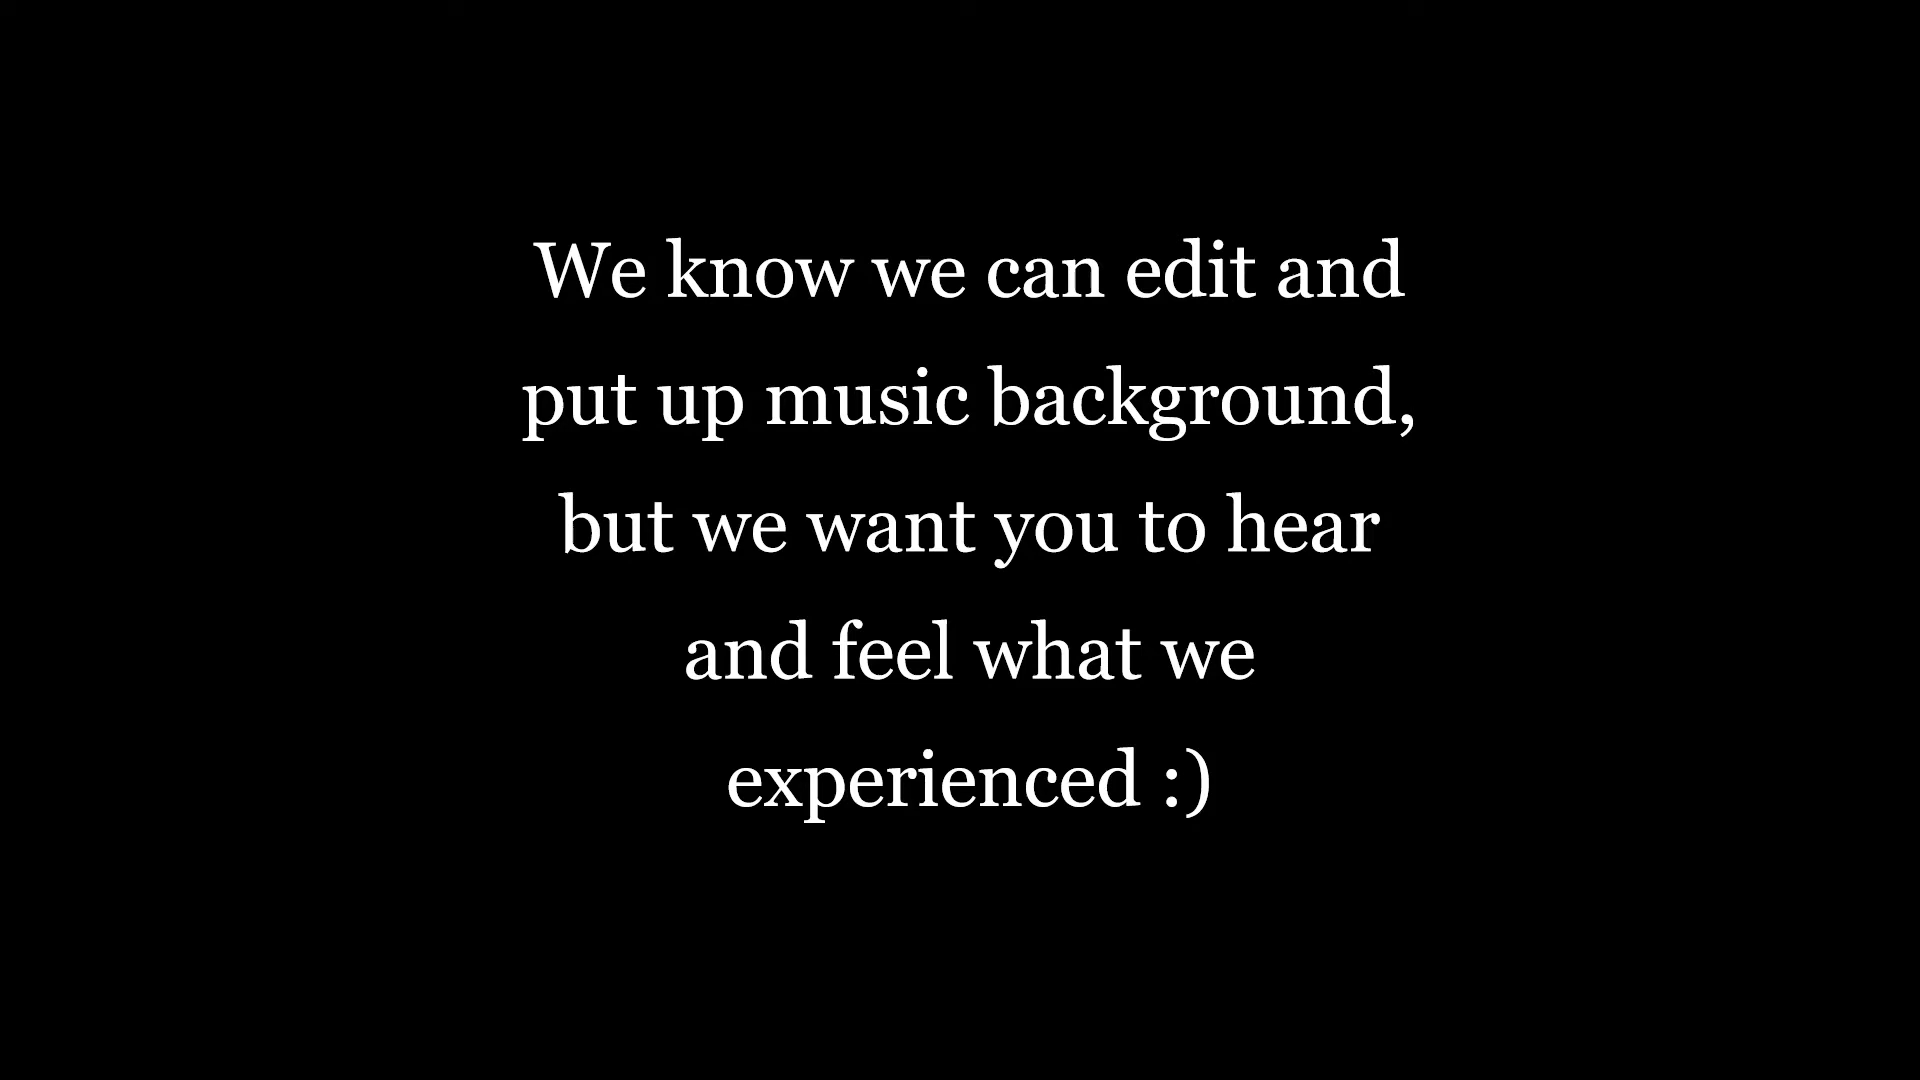 We know we can edit and
put up music background,
but we want you to hear
and feel what we
experienced :)